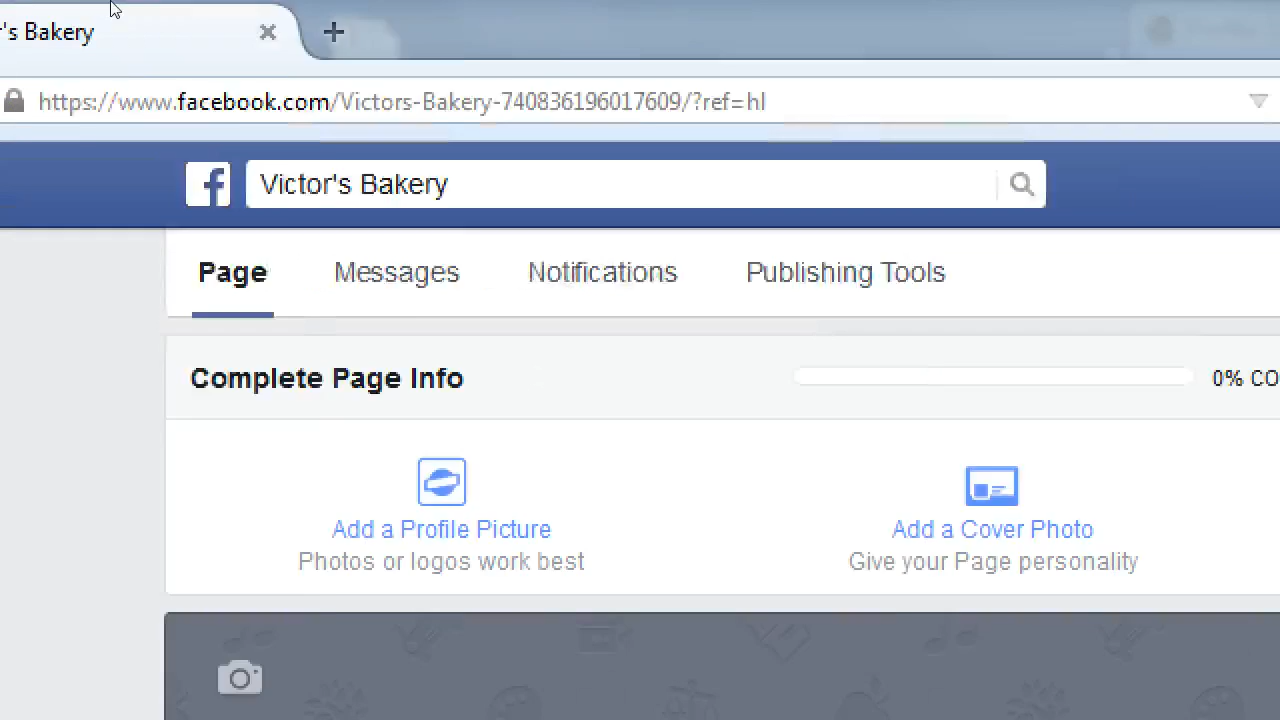 's Bakery
https://www.facebook.com/Victors-Bakery-740836196017609/?ref=hl
Victor's Bakery
Page Messages Notifications Publishing Tools
Complete Page Info 0% CO
Add a Profile Picture Add a Cover Photo
Photos or logos work best Give your Page personality